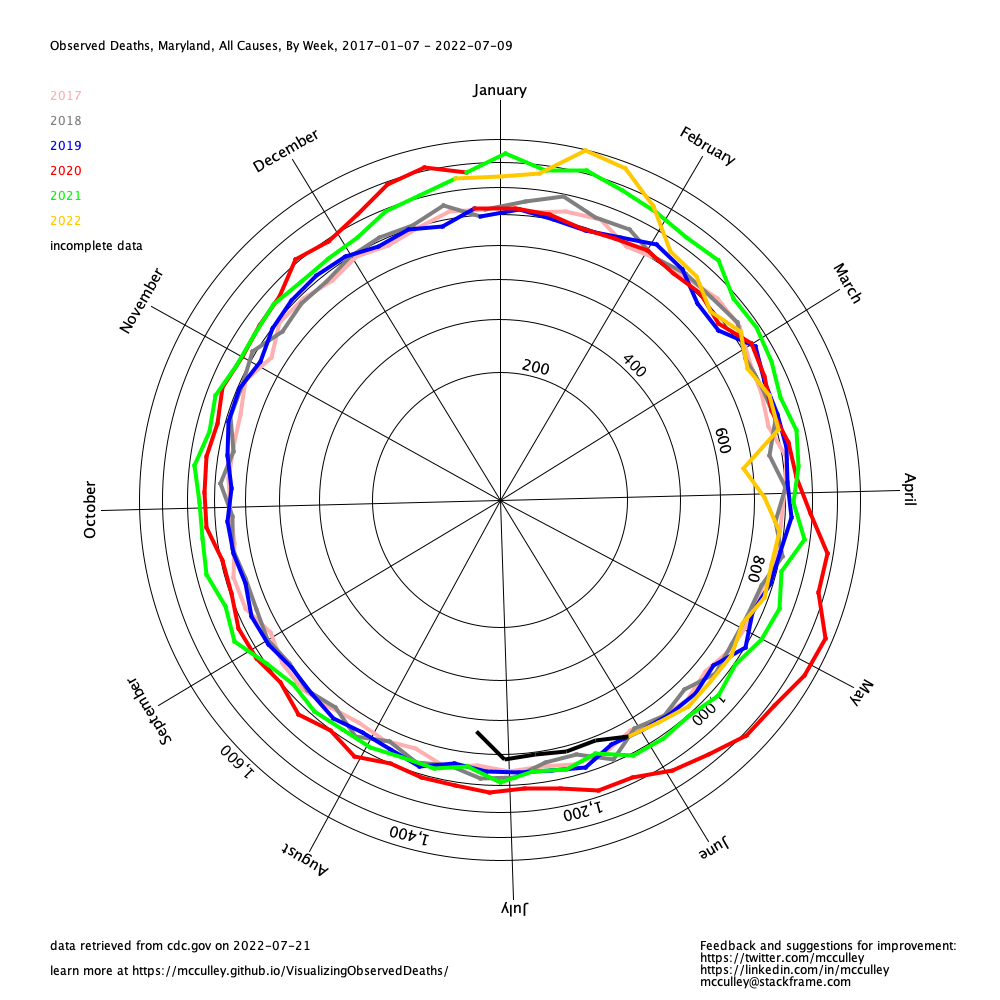 Observed Deaths, Maryland, All Causes, By Week, 2017-01-07 - 2022-07-09
2017
2018
2019
2020
2021
2022
incomplete data
January
February
March
April
May
June
July
August
September
October
November
December
200
400
600
800
1,000
1,200
1,400
1,600
data retrieved from cdc.gov on 2022-07-21
learn more at https://mcculley.github.io/VisualizingObservedDeaths/
Feedback and suggestions for improvement:
https://twitter.com/mcculley
https://linkedin.com/in/mcculley
mcculley@stackframe.com